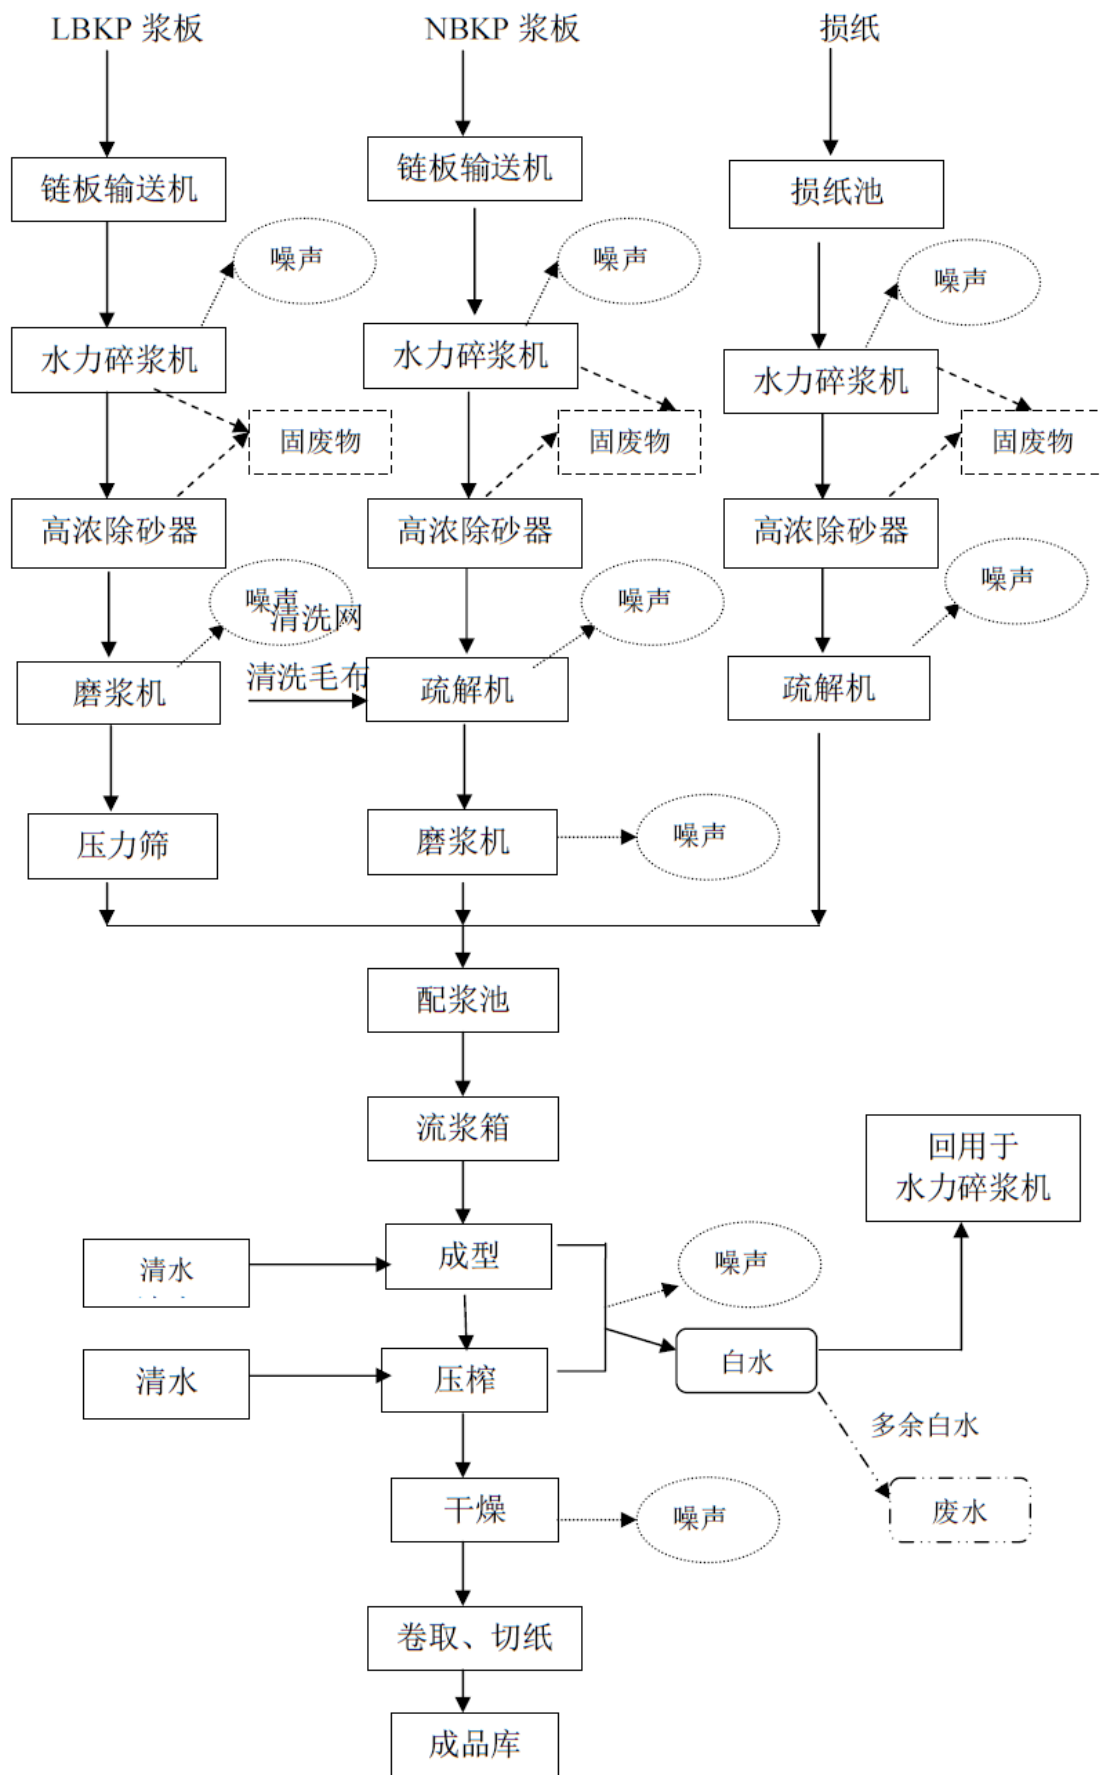 LBKP 浆板
NBKP 浆板
损纸
链板输送机
链板输送机
损纸池
噪声
噪声
噪声
水力碎浆机
水力碎浆机
水力碎浆机
固废物
固废物
固废物
高浓除砂器
高浓除砂器
高浓除砂器
噪声
清洗网
噪声
噪声
磨浆机
清洗毛布
疏解机
疏解机
压力筛
磨浆机
噪声
配浆池
流浆箱
回用于
水力碎浆机
清水
成型
噪声
清水
压榨
白水
多余白水
干燥
噪声
废水
卷取、切纸
成品库